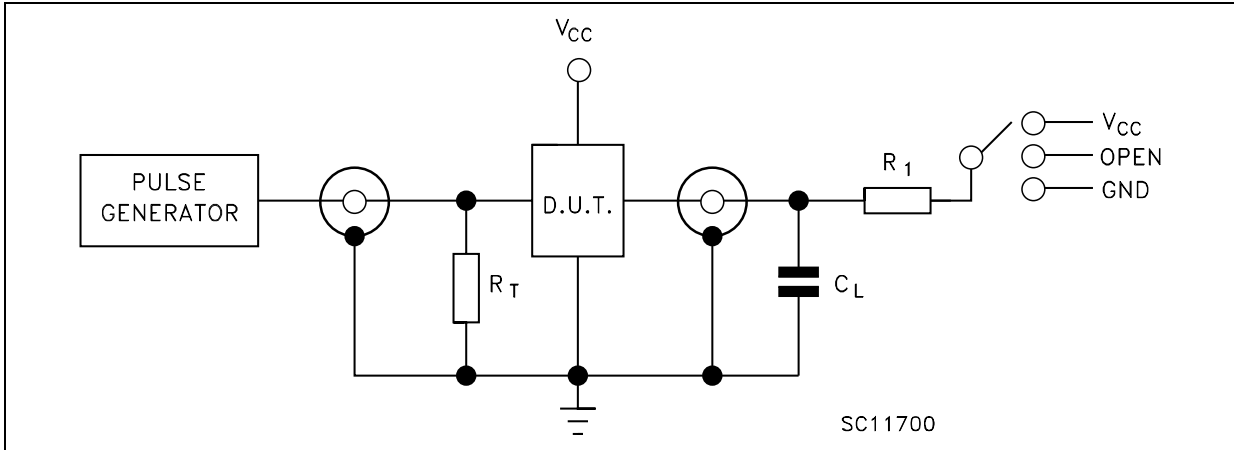 VCC
PULSE
GENERATOR
D.U.T.
RT
CL
R1
VCC
OPEN
GND
SC11700